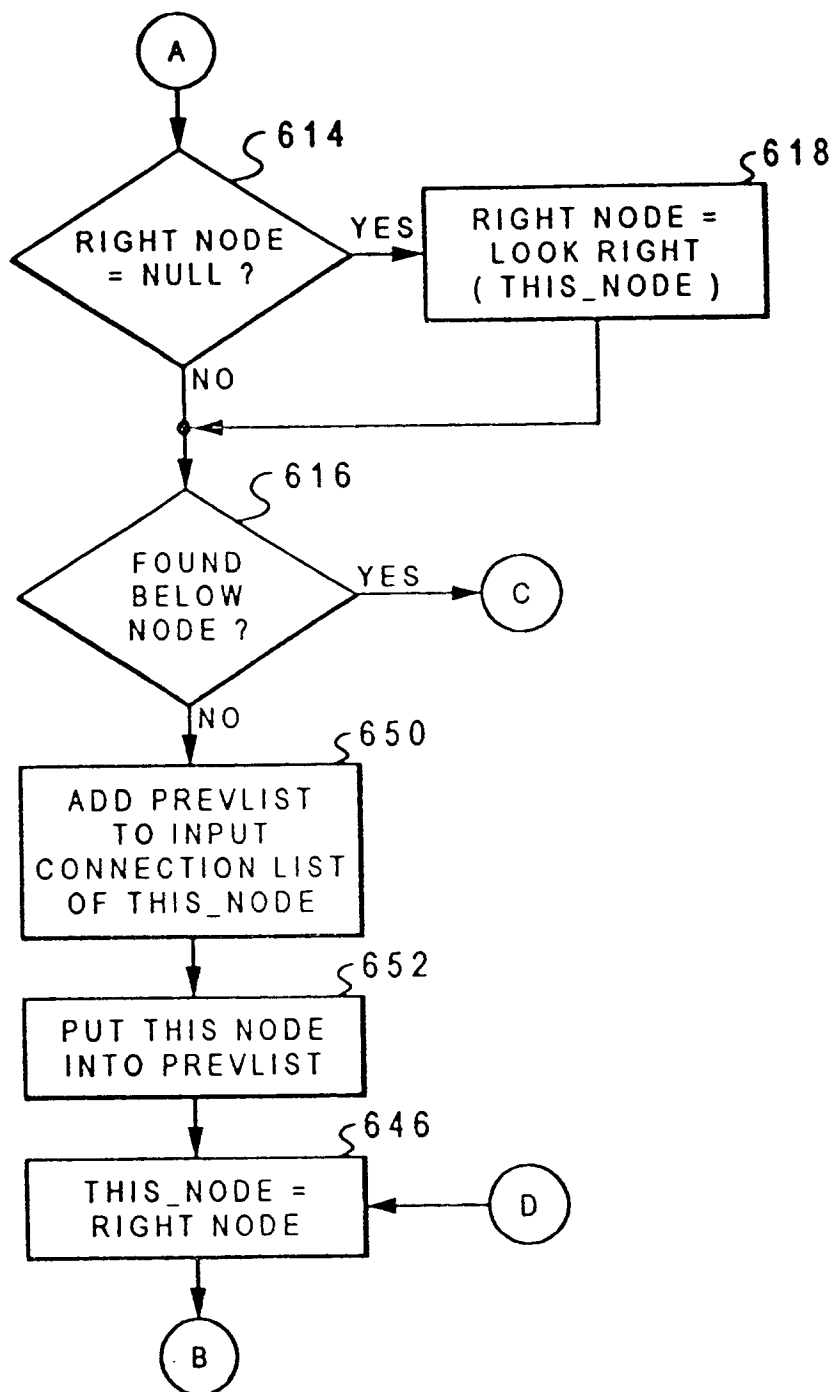 A
614
RIGHT NODE
= NULL ?
YES
618
RIGHT NODE =
LOOK RIGHT
( THIS_NODE )
NO
616
FOUND
BELOW
NODE ?
YES
C
NO
650
ADD PREVLIST
TO INPUT
CONNECTION LIST
OF THIS_NODE
652
PUT THIS NODE
INTO PREVLIST
646
THIS_NODE =
RIGHT NODE
D
B